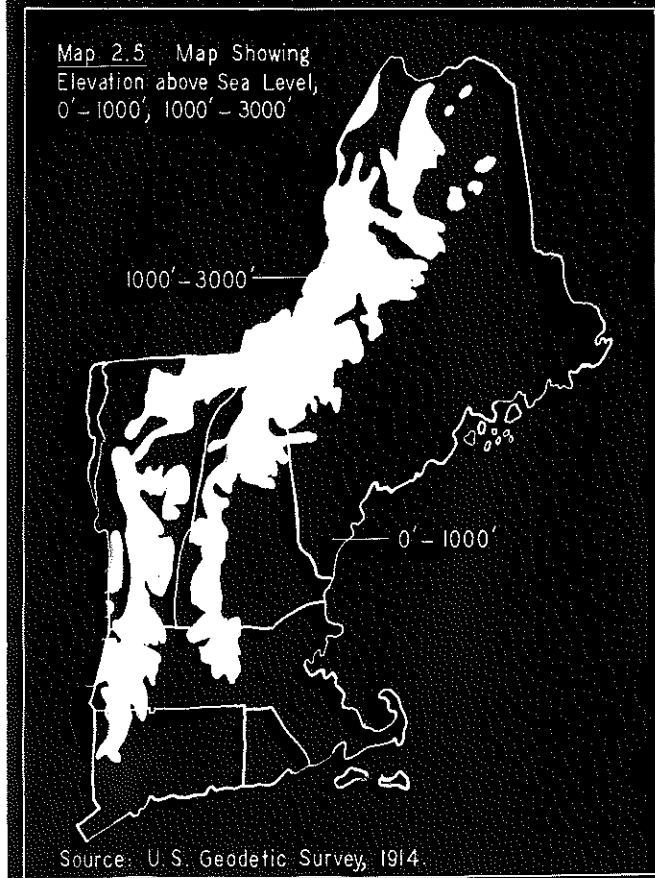 Map 2.5 Map Showing
Elevation above Sea Level,
0'-1000', 1000'-3000'
1000'-3000'
0'-1000'
Source: U.S. Geodetic Survey, 1914.